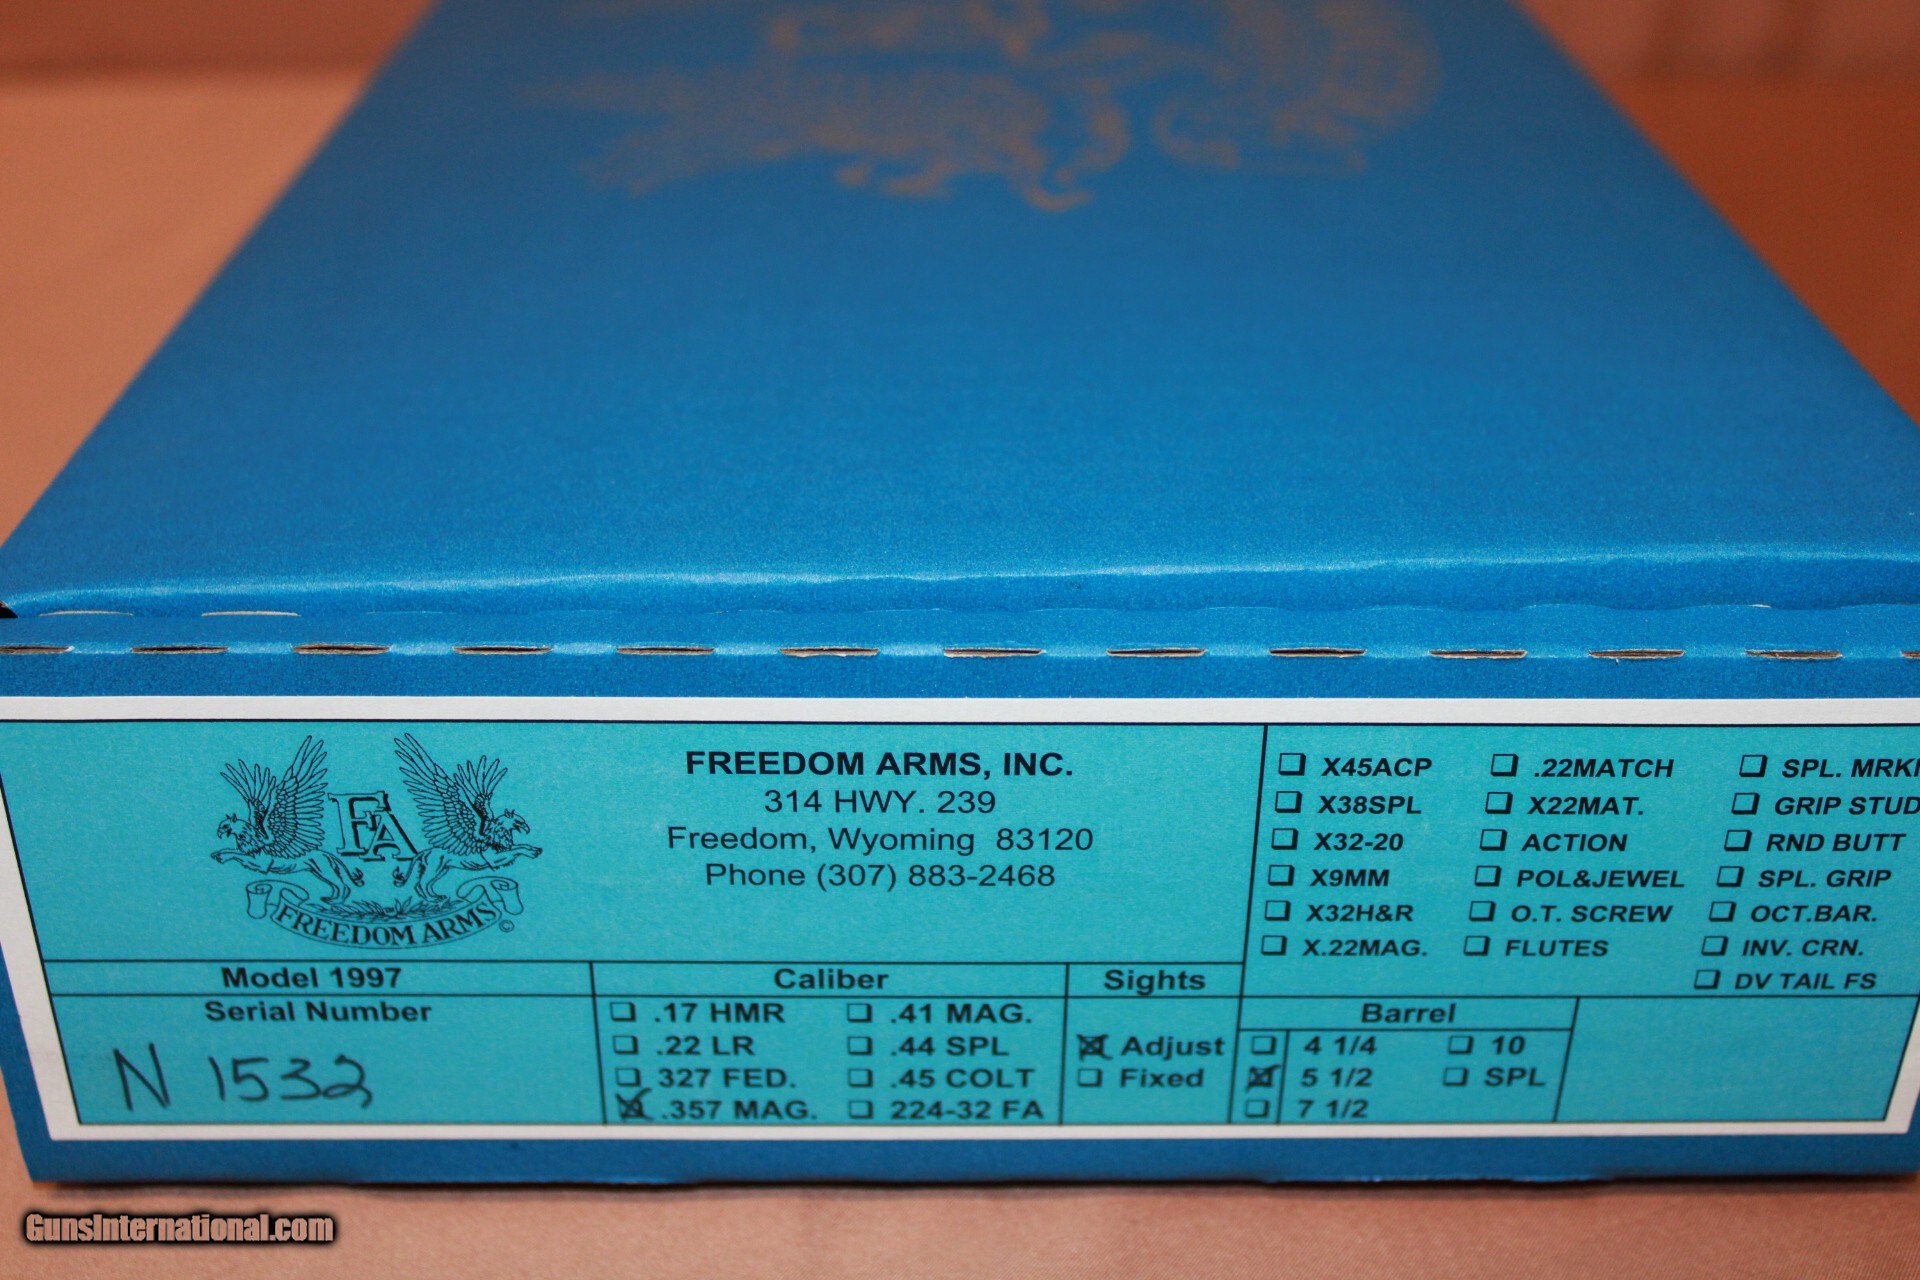 FREEDOM ARMS, INC.
314 HWY. 239
Freedom, Wyoming 83120
Phone (307) 883-2468
FA
FREEDOM ARMS ©
X45ACP .22MATCH SPL. MRK
X38SPL X22MAT. GRIP STUD
X32-20 ACTION RND BUTT
X9MM POL&JEWEL SPL. GRIP
X32H&R O.T. SCREW OCT.BAR.
X.22MAG. FLUTES INV. CRN.
DV TAIL FS
Model 1997
Serial Number
N 1532
Caliber
.17 HMR .41 MAG.
.22 LR .44 SPL
327 FED. .45 COLT
.357 MAG. 224-32 FA
Sights
Adjust
Fixed
Barrel
4 1/4 10
5 1/2 SPL
7 1/2
GunsInternational.com